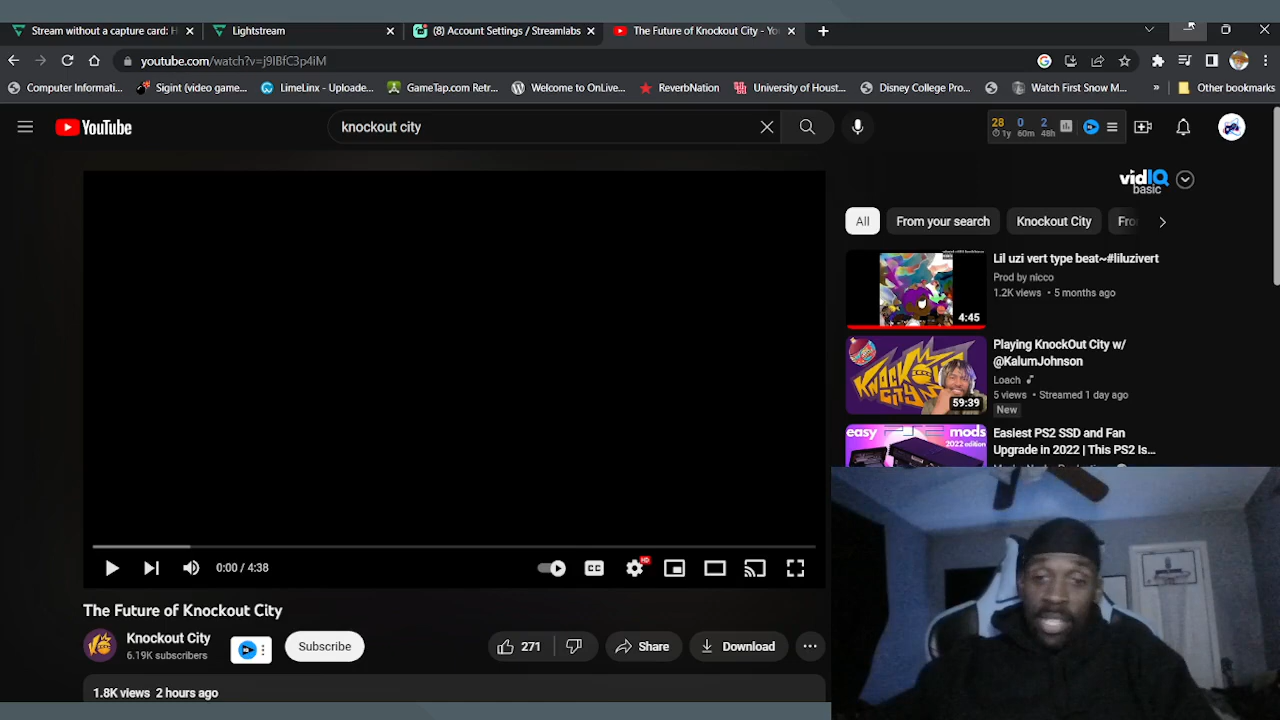 Stream without a capture card: H
Lightstream
(8) Account Settings / Streamlabs
The Future of Knockout City - Yo
youtube.com/watch?v=j9IBfC3p4iM
Computer Informati...
Sigint (video game...
LimeLinx - Uploade...
GameTap.com Retr...
Welcome to OnLive...
ReverbNation
University of Houst...
Disney College Pro...
Watch First Snow M...
Other bookmarks
YouTube
knockout city
28 0 2
1y 60m 48h
vidIQ
basic
All
From your search
Knockout City
Fro
Lil uzi vert type beat~#liluzivert
Prod by nicco
1.2K views • 5 months ago
4:45
Playing KnockOut City w/
@KalumJohnson
Loach
5 views • Streamed 1 day ago
New
KNOCKOUT CITY
59:39
Easiest PS2 SSD and Fan
Upgrade in 2022 | This PS2 Is...
easy mods
2022 edition
0:00 / 4:38
CC
HD
The Future of Knockout City
Knockout City
6.19K subscribers
Subscribe
271
Share
Download
1.8K views 2 hours ago